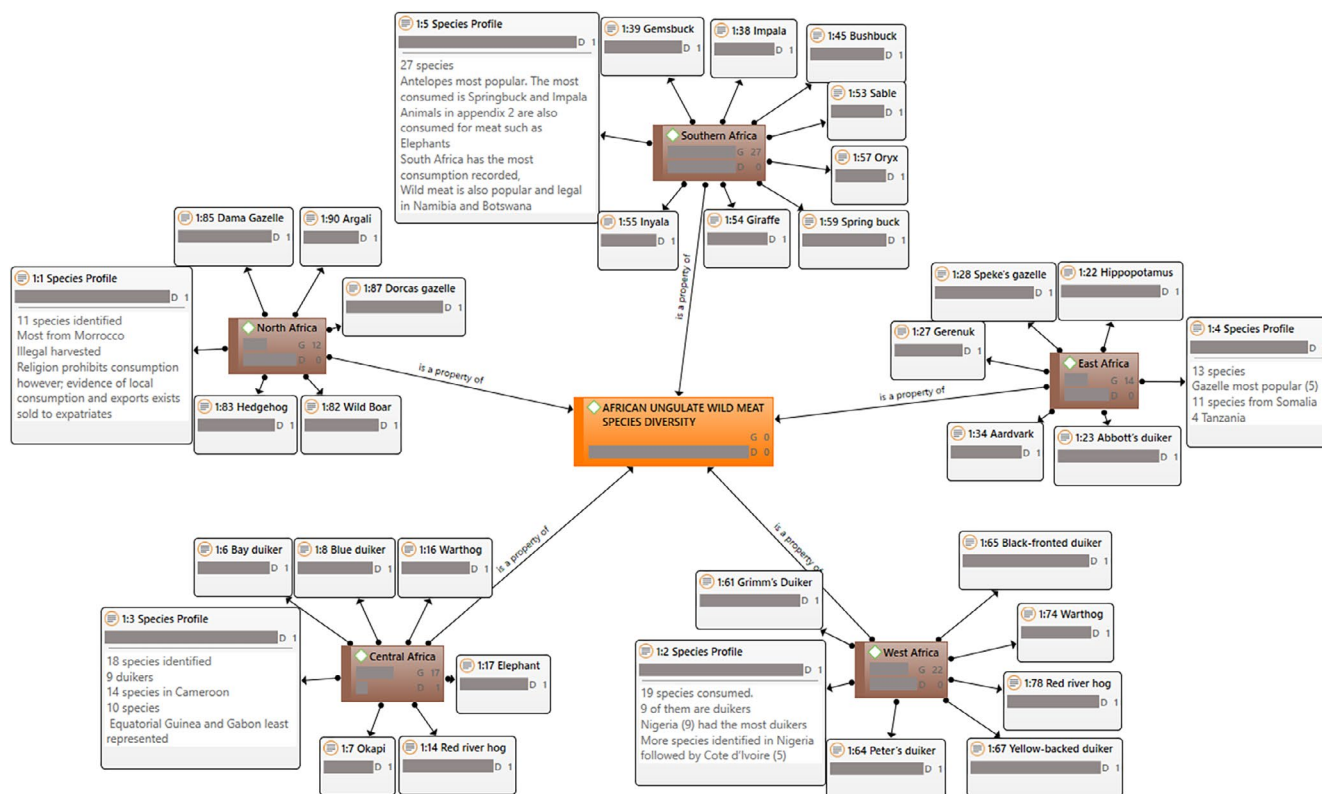 1:5 Species Profile
D 1
27 species
Antelopes most popular. The most
consumed is Springbuck and Impala
Animals in appendix 2 are also
consumed for meat such as
Elephants
South Africa has the most
consumption recorded,
Wild meat is also popular and legal
in Namibia and Botswana
1:39 Gemsbuck
D 1
1:38 Impala
D 1
1:45 Bushbuck
D 1
1:53 Sable
D 1
Southern Africa
G 27
D 0
1:57 Oryx
D 1
1:55 Inyala
D 1
1:54 Giraffe
D 1
1:59 Spring buck
D 1
is a property of
1:85 Dama Gazelle
D 1
1:90 Argali
D 1
1:87 Dorcas gazelle
D 1
1:1 Species Profile
D 1
11 species identified
Most from Morrocco
Illegal harvested
Religion prohibits consumption
however; evidence of local
consumption and exports exists
sold to expatriates
North Africa
G 12
D 0
1:83 Hedgehog
D 1
1:82 Wild Boar
D 1
is a property of
1:28 Speke's gazelle
D 1
1:22 Hippopotamus
D 1
1:27 Gerenuk
D 1
1:4 Species Profile
D
13 species
Gazelle most popular (5)
11 species from Somalia
4 Tanzania
East Africa
G 14
D 0
1:34 Aardvark
D 1
1:23 Abbott's duiker
D 1
is a property of
AFRICAN UNGULATE WILD MEAT
SPECIES DIVERSITY
G 0
D 0
is a property of
is a property of
1:6 Bay duiker
D 1
1:8 Blue duiker
D 1
1:16 Warthog
D 1
1:3 Species Profile
D 1
18 species identified
9 duikers
14 species in Cameroon
10 species
Equatorial Guinea and Gabon least
represented
Central Africa
G 17
D 1
1:17 Elephant
D 1
1:7 Okapi
D 1
1:14 Red river hog
D 1
1:65 Black-fronted duiker
D 1
1:61 Grimm's Duiker
D 1
1:74 Warthog
D 1
1:2 Species Profile
D 1
19 species consumed.
9 of them are duikers
Nigeria (9) had the most duikers
More species identified in Nigeria
followed by Cote d'Ivoire (5)
West Africa
G 22
D 0
1:78 Red river hog
D 1
1:64 Peter's duiker
D 1
1:67 Yellow-backed duiker
D 1